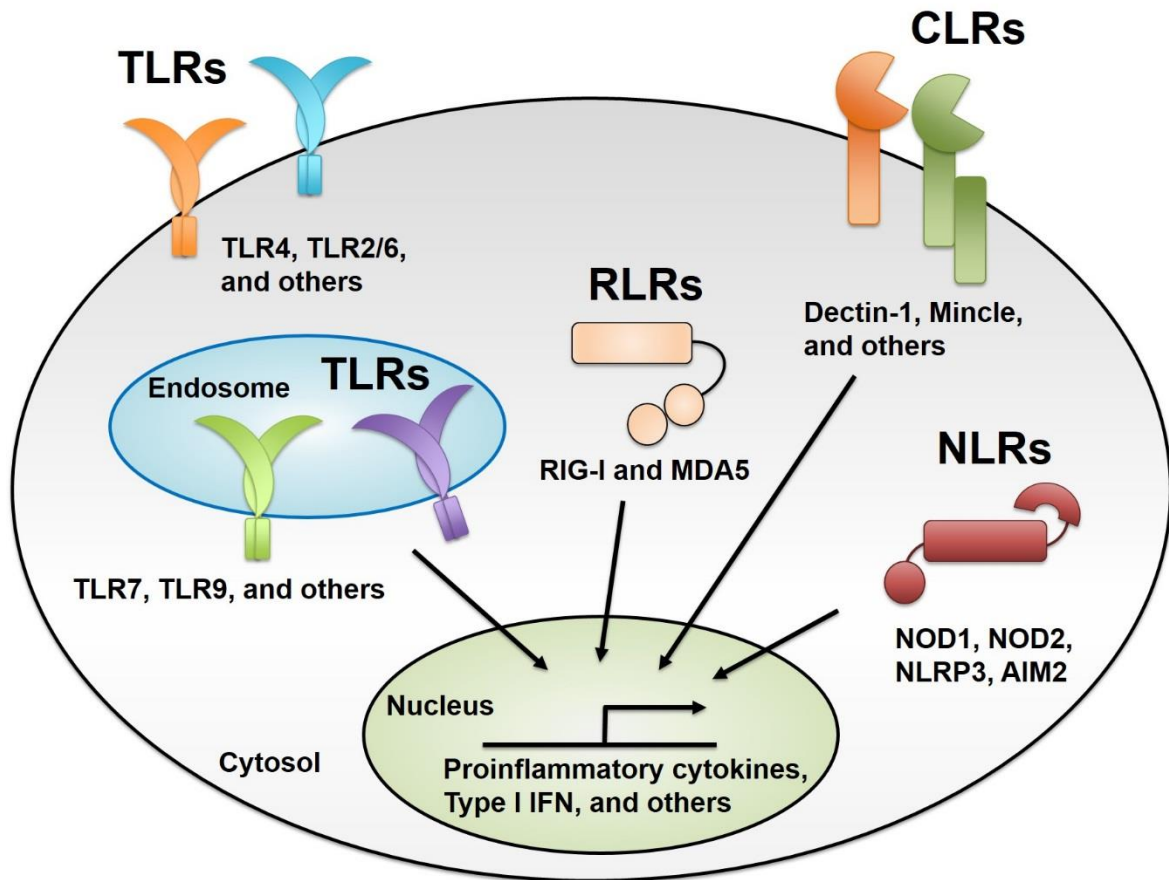 TLRs
CLRs
TLR4, TLR2/6,
and others
RLRs
Dectin-1, Mincle,
and others
Endosome
TLRs
RIG-I and MDA5
NLRs
TLR7, TLR9, and others
NOD1, NOD2,
NLRP3, AIM2
Nucleus
Cytosol
Proinflammatory cytokines,
Type I IFN, and others